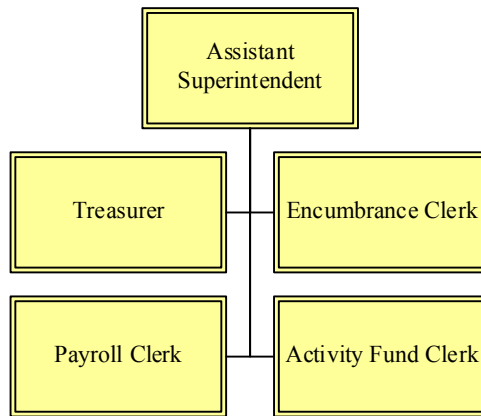 Assistant
Superintendent
Treasurer
Encumbrance Clerk
Payroll Clerk
Activity Fund Clerk